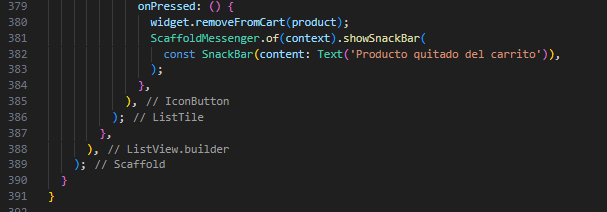 379 onPressed: () {
380 widget.removeFromCart(product);
381 ScaffoldMessenger.of(context).showSnackBar(
382 const SnackBar(content: Text('Producto quitado del carrito')),
383 );
384 },
385 ), // IconButton
386 ); // ListTile
387 },
388 ), // ListView.builder
389 ); // Scaffold
390 }
391 }
392